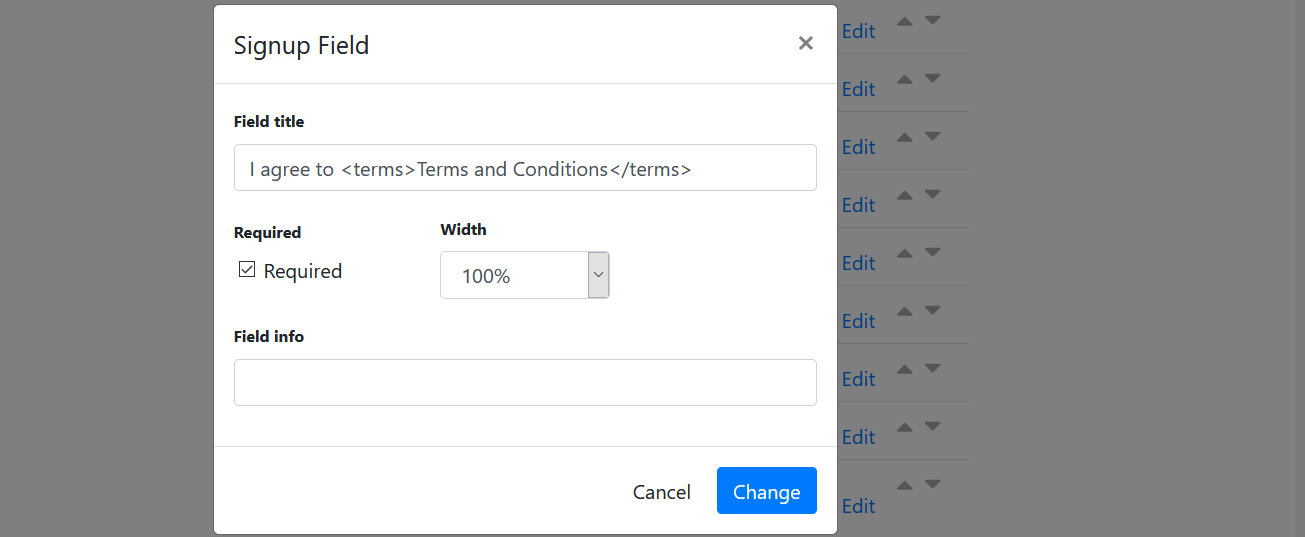 Signup Field
×
Field title
I agree to <terms>Terms and Conditions</terms>
Required
Width
Required
100%
Field info
Cancel
Change
Edit
Edit
Edit
Edit
Edit
Edit
Edit
Edit
Edit